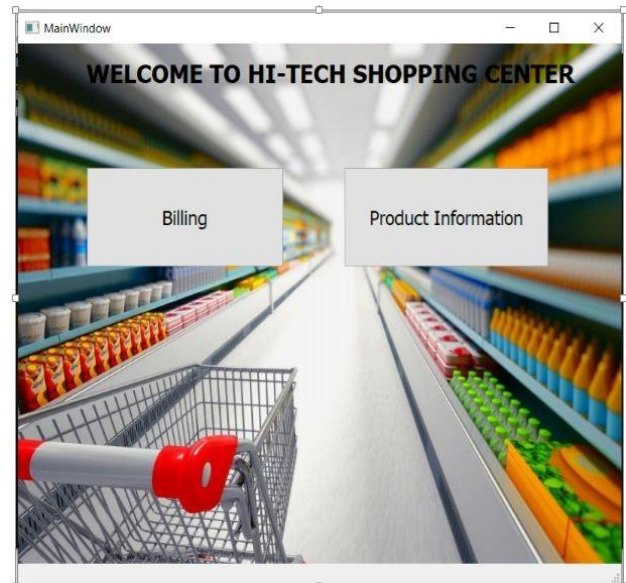 MainWindow
WELCOME TO HI-TECH SHOPPING CENTER
Billing
Product Information